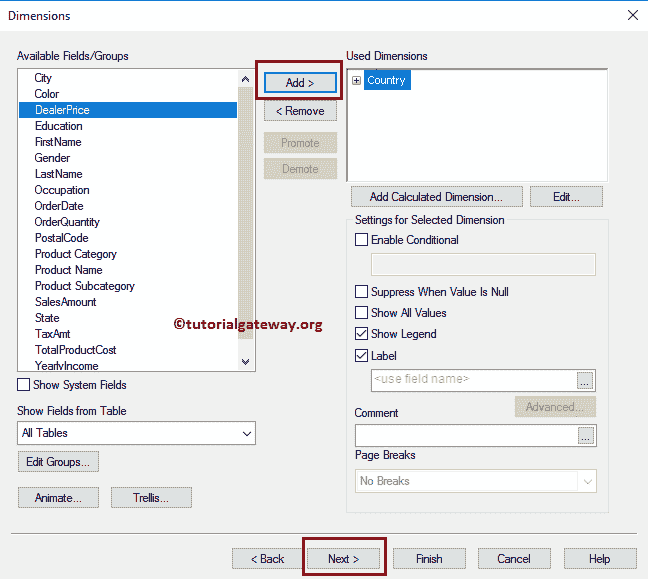 Dimensions
Available Fields/Groups
City
Color
DealerPrice
Education
FirstName
Gender
LastName
Occupation
OrderDate
OrderQuantity
PostalCode
Product Category
Product Name
Product Subcategory
SalesAmount
State
TaxAmt
TotalProductCost
YearlyIncome
Show System Fields
Show Fields from Table
All Tables
Edit Groups...
Animate...
Trellis...
Add >
< Remove
Promote
Demote
Used Dimensions
Country
Add Calculated Dimension...
Edit...
Settings for Selected Dimension
Enable Conditional
Suppress When Value Is Null
Show All Values
Show Legend
Label
<use field name>
...
Advanced...
Comment
...
Page Breaks
No Breaks
©tutorialgateway.org
< Back
Next >
Finish
Cancel
Help